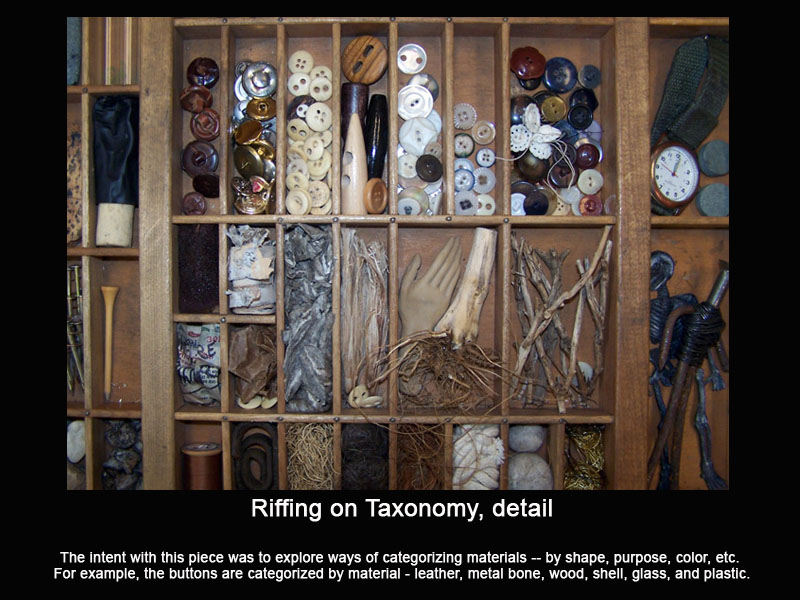 Riffing on Taxonomy, detail
The intent with this piece was to explore ways of categorizing materials -- by shape, purpose, color, etc.
For example, the buttons are categorized by material - leather, metal bone, wood, shell, glass, and plastic.